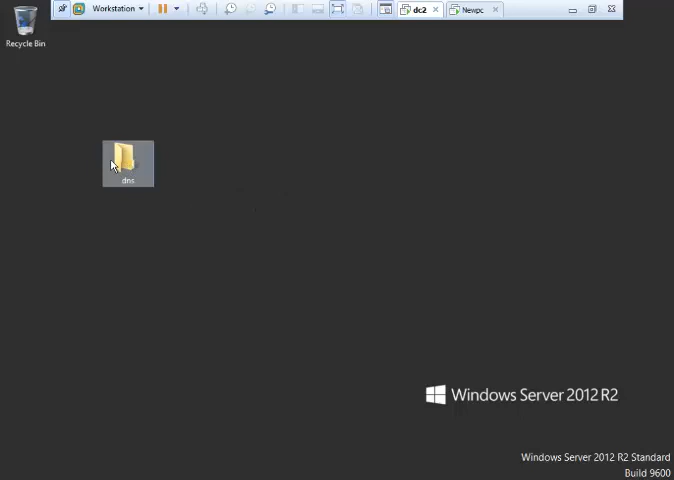 Workstation
dc2
Newpc
Recycle Bin
dns
Windows Server 2012 R2
Windows Server 2012 R2 Standard
Build 9600